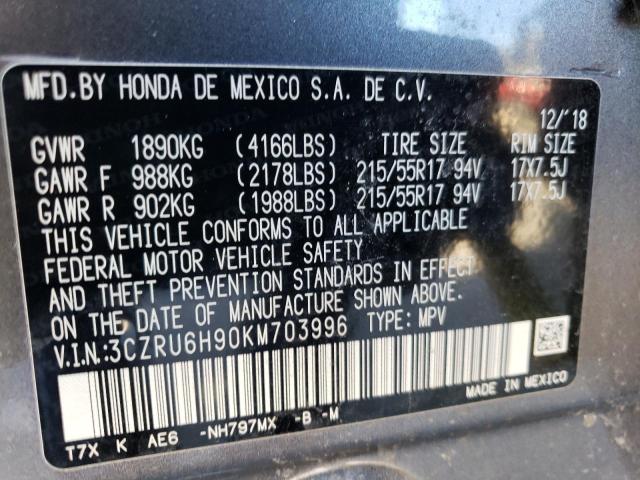 MFD.BY HONDA DE MEXICO S.A. DE C.V.
12/'18
GVWR 1890KG (4166LBS) TIRE SIZE RIM SIZE
GAWR F 988KG (2178LBS) 215/55R17 94V 17X7.5J
GAWR R 902KG (1988LBS) 215/55R17 94V 17X7.5J
THIS VEHICLE CONFORMS TO ALL APPLICABLE
FEDERAL MOTOR VEHICLE SAFETY
AND THEFT PREVENTION STANDARDS IN EFFECT
ON THE DATE OF MANUFACTURE SHOWN ABOVE.
V.I.N.:3CZRU6H90KM703996 TYPE: MPV
MADE IN MEXICO
T7X K AE6 -NH797MX -B -M